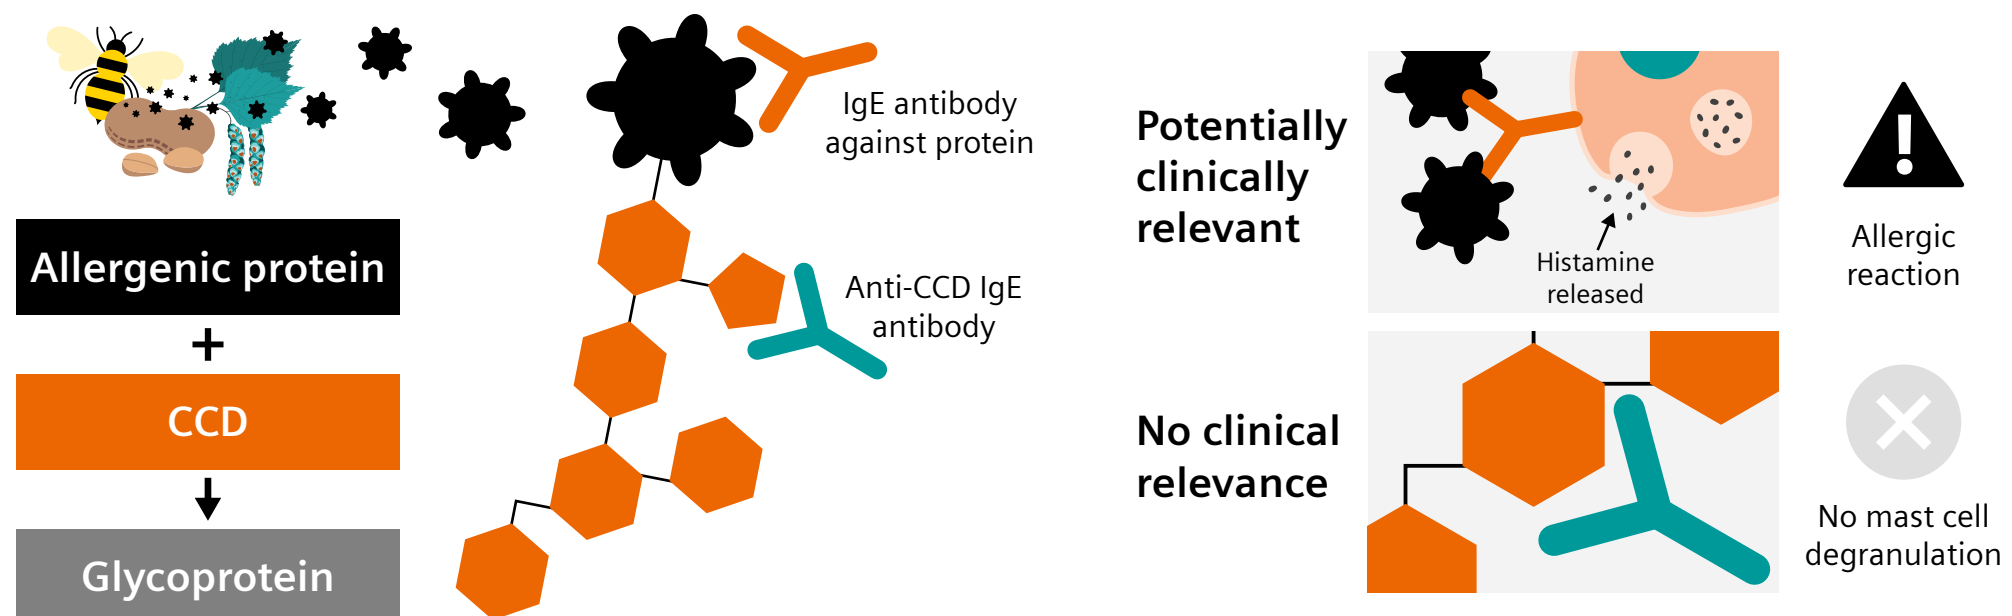 Allergenic protein
+
CCD
Glycoprotein
IgE antibody
against protein
Anti-CCD IgE
antibody
Potentially
clinically
relevant
Histamine
released
Allergic
reaction
No clinical
relevance
No mast cell
degranulation